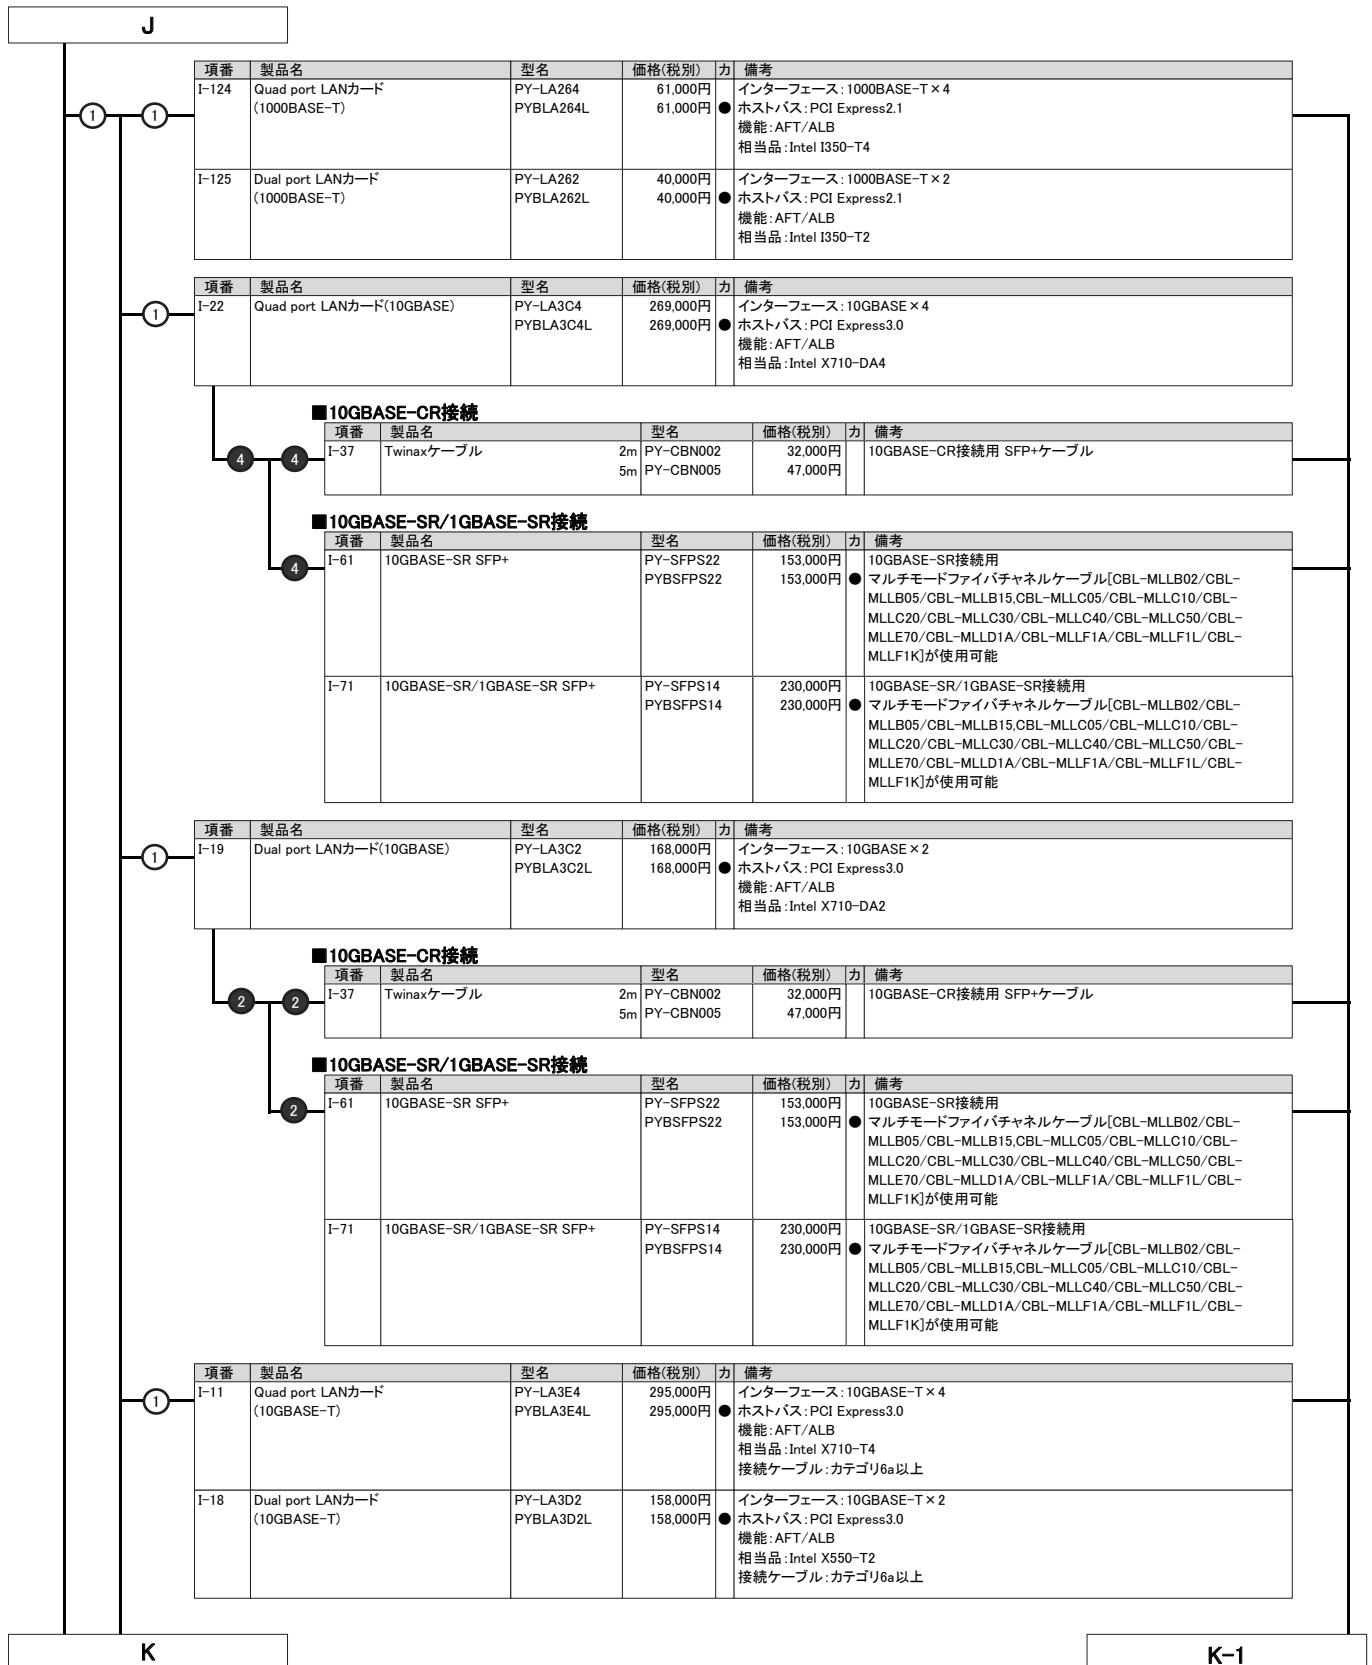 J
項番 製品名 型名 価格(税別) カ 備考
I-124 Quad port LANカード PY-LA264 61,000円 インターフェース:1000BASE-T×4
① ① (1000BASE-T) PYBLA264L 61,000円 ● ホストバス:PCI Express2.1
機能:AFT/ALB
相当品:Intel I350-T4
I-125 Dual port LANカード PY-LA262 40,000円 インターフェース:1000BASE-T×2
(1000BASE-T) PYBLA262L 40,000円 ● ホストバス:PCI Express2.1
機能:AFT/ALB
相当品:Intel I350-T2
項番 製品名 型名 価格(税別) カ 備考
① I-22 Quad port LANカード(10GBASE) PY-LA3C4 269,000円 インターフェース:10GBASE×4
PYBLA3C4L 269,000円 ● ホストバス:PCI Express3.0
機能:AFT/ALB
相当品:Intel X710-DA4
■10GBASE-CR接続
項番 製品名 型名 価格(税別) カ 備考
4 4 I-37 Twinaxケーブル 2m PY-CBN002 32,000円 10GBASE-CR接続用 SFP+ケーブル
5m PY-CBN005 47,000円
■10GBASE-SR/1GBASE-SR接続
項番 製品名 型名 価格(税別) カ 備考
4 I-61 10GBASE-SR SFP+ PY-SFPS22 153,000円 10GBASE-SR接続用
PYBSFPS22 153,000円 ● マルチモードファイバチャネルケーブル[CBL-MLLB02/CBL-
MLLB05/CBL-MLLB15,CBL-MLLC05/CBL-MLLC10/CBL-
MLLC20/CBL-MLLC30/CBL-MLLC40/CBL-MLLC50/CBL-
MLLE70/CBL-MLLD1A/CBL-MLLF1A/CBL-MLLF1L/CBL-
MLLF1K]が使用可能
I-71 10GBASE-SR/1GBASE-SR SFP+ PY-SFPS14 230,000円 10GBASE-SR/1GBASE-SR接続用
PYBSFPS14 230,000円 ● マルチモードファイバチャネルケーブル[CBL-MLLB02/CBL-
MLLB05/CBL-MLLB15,CBL-MLLC05/CBL-MLLC10/CBL-
MLLC20/CBL-MLLC30/CBL-MLLC40/CBL-MLLC50/CBL-
MLLE70/CBL-MLLD1A/CBL-MLLF1A/CBL-MLLF1L/CBL-
MLLF1K]が使用可能
項番 製品名 型名 価格(税別) カ 備考
① I-19 Dual port LANカード(10GBASE) PY-LA3C2 168,000円 インターフェース:10GBASE×2
PYBLA3C2L 168,000円 ● ホストバス:PCI Express3.0
機能:AFT/ALB
相当品:Intel X710-DA2
■10GBASE-CR接続
項番 製品名 型名 価格(税別) カ 備考
2 2 I-37 Twinaxケーブル 2m PY-CBN002 32,000円 10GBASE-CR接続用 SFP+ケーブル
5m PY-CBN005 47,000円
■10GBASE-SR/1GBASE-SR接続
項番 製品名 型名 価格(税別) カ 備考
2 I-61 10GBASE-SR SFP+ PY-SFPS22 153,000円 10GBASE-SR接続用
PYBSFPS22 153,000円 ● マルチモードファイバチャネルケーブル[CBL-MLLB02/CBL-
MLLB05/CBL-MLLB15,CBL-MLLC05/CBL-MLLC10/CBL-
MLLC20/CBL-MLLC30/CBL-MLLC40/CBL-MLLC50/CBL-
MLLE70/CBL-MLLD1A/CBL-MLLF1A/CBL-MLLF1L/CBL-
MLLF1K]が使用可能
I-71 10GBASE-SR/1GBASE-SR SFP+ PY-SFPS14 230,000円 10GBASE-SR/1GBASE-SR接続用
PYBSFPS14 230,000円 ● マルチモードファイバチャネルケーブル[CBL-MLLB02/CBL-
MLLB05/CBL-MLLB15,CBL-MLLC05/CBL-MLLC10/CBL-
MLLC20/CBL-MLLC30/CBL-MLLC40/CBL-MLLC50/CBL-
MLLE70/CBL-MLLD1A/CBL-MLLF1A/CBL-MLLF1L/CBL-
MLLF1K]が使用可能
項番 製品名 型名 価格(税別) カ 備考
① I-11 Quad port LANカード PY-LA3E4 295,000円 インターフェース:10GBASE-T×4
(10GBASE-T) PYBLA3E4L 295,000円 ● ホストバス:PCI Express3.0
機能:AFT/ALB
相当品:Intel X710-T4
接続ケーブル:カテゴリ6a以上
I-18 Dual port LANカード PY-LA3D2 158,000円 インターフェース:10GBASE-T×2
(10GBASE-T) PYBLA3D2L 158,000円 ● ホストバス:PCI Express3.0
機能:AFT/ALB
相当品:Intel X550-T2
接続ケーブル:カテゴリ6a以上
K K-1